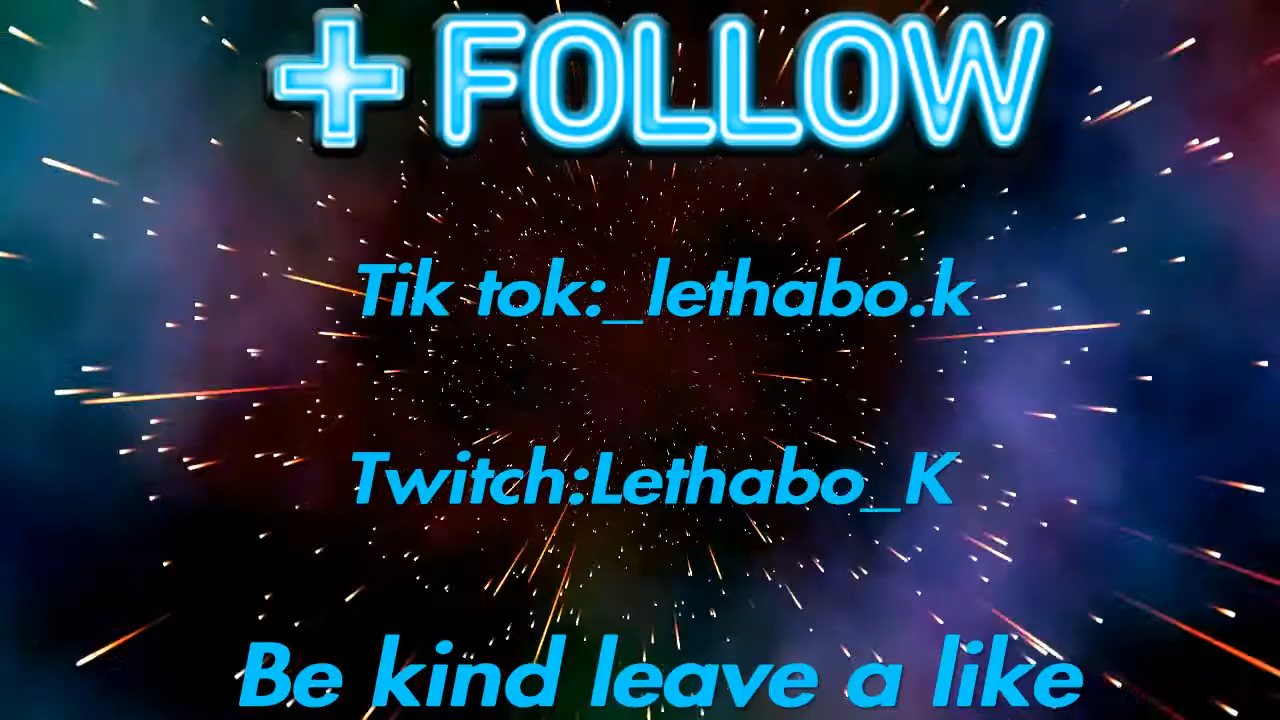 + FOLLOW
Tik tok:_lethabo.k
Twitch:Lethabo_K
Be kind leave a like